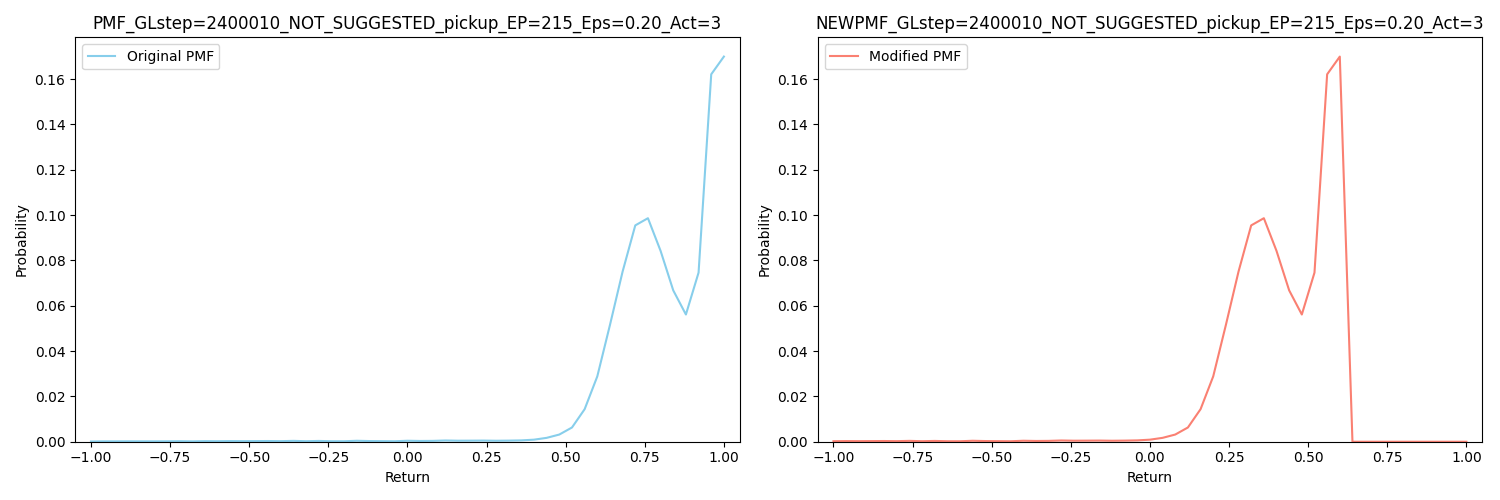 PMF_GLstep=2400010_NOT_SUGGESTED_pickup_EP=215_Eps=0.20_Act=3
Original PMF
0.16
0.14
0.12
0.10
0.08
0.06
0.04
0.02
0.00
Probability
−1.00 −0.75 −0.50 −0.25 0.00 0.25 0.50 0.75 1.00
Return
NEWPMF_GLstep=2400010_NOT_SUGGESTED_pickup_EP=215_Eps=0.20_Act=3
Modified PMF
0.16
0.14
0.12
0.10
0.08
0.06
0.04
0.02
0.00
Probability
−1.00 −0.75 −0.50 −0.25 0.00 0.25 0.50 0.75 1.00
Return